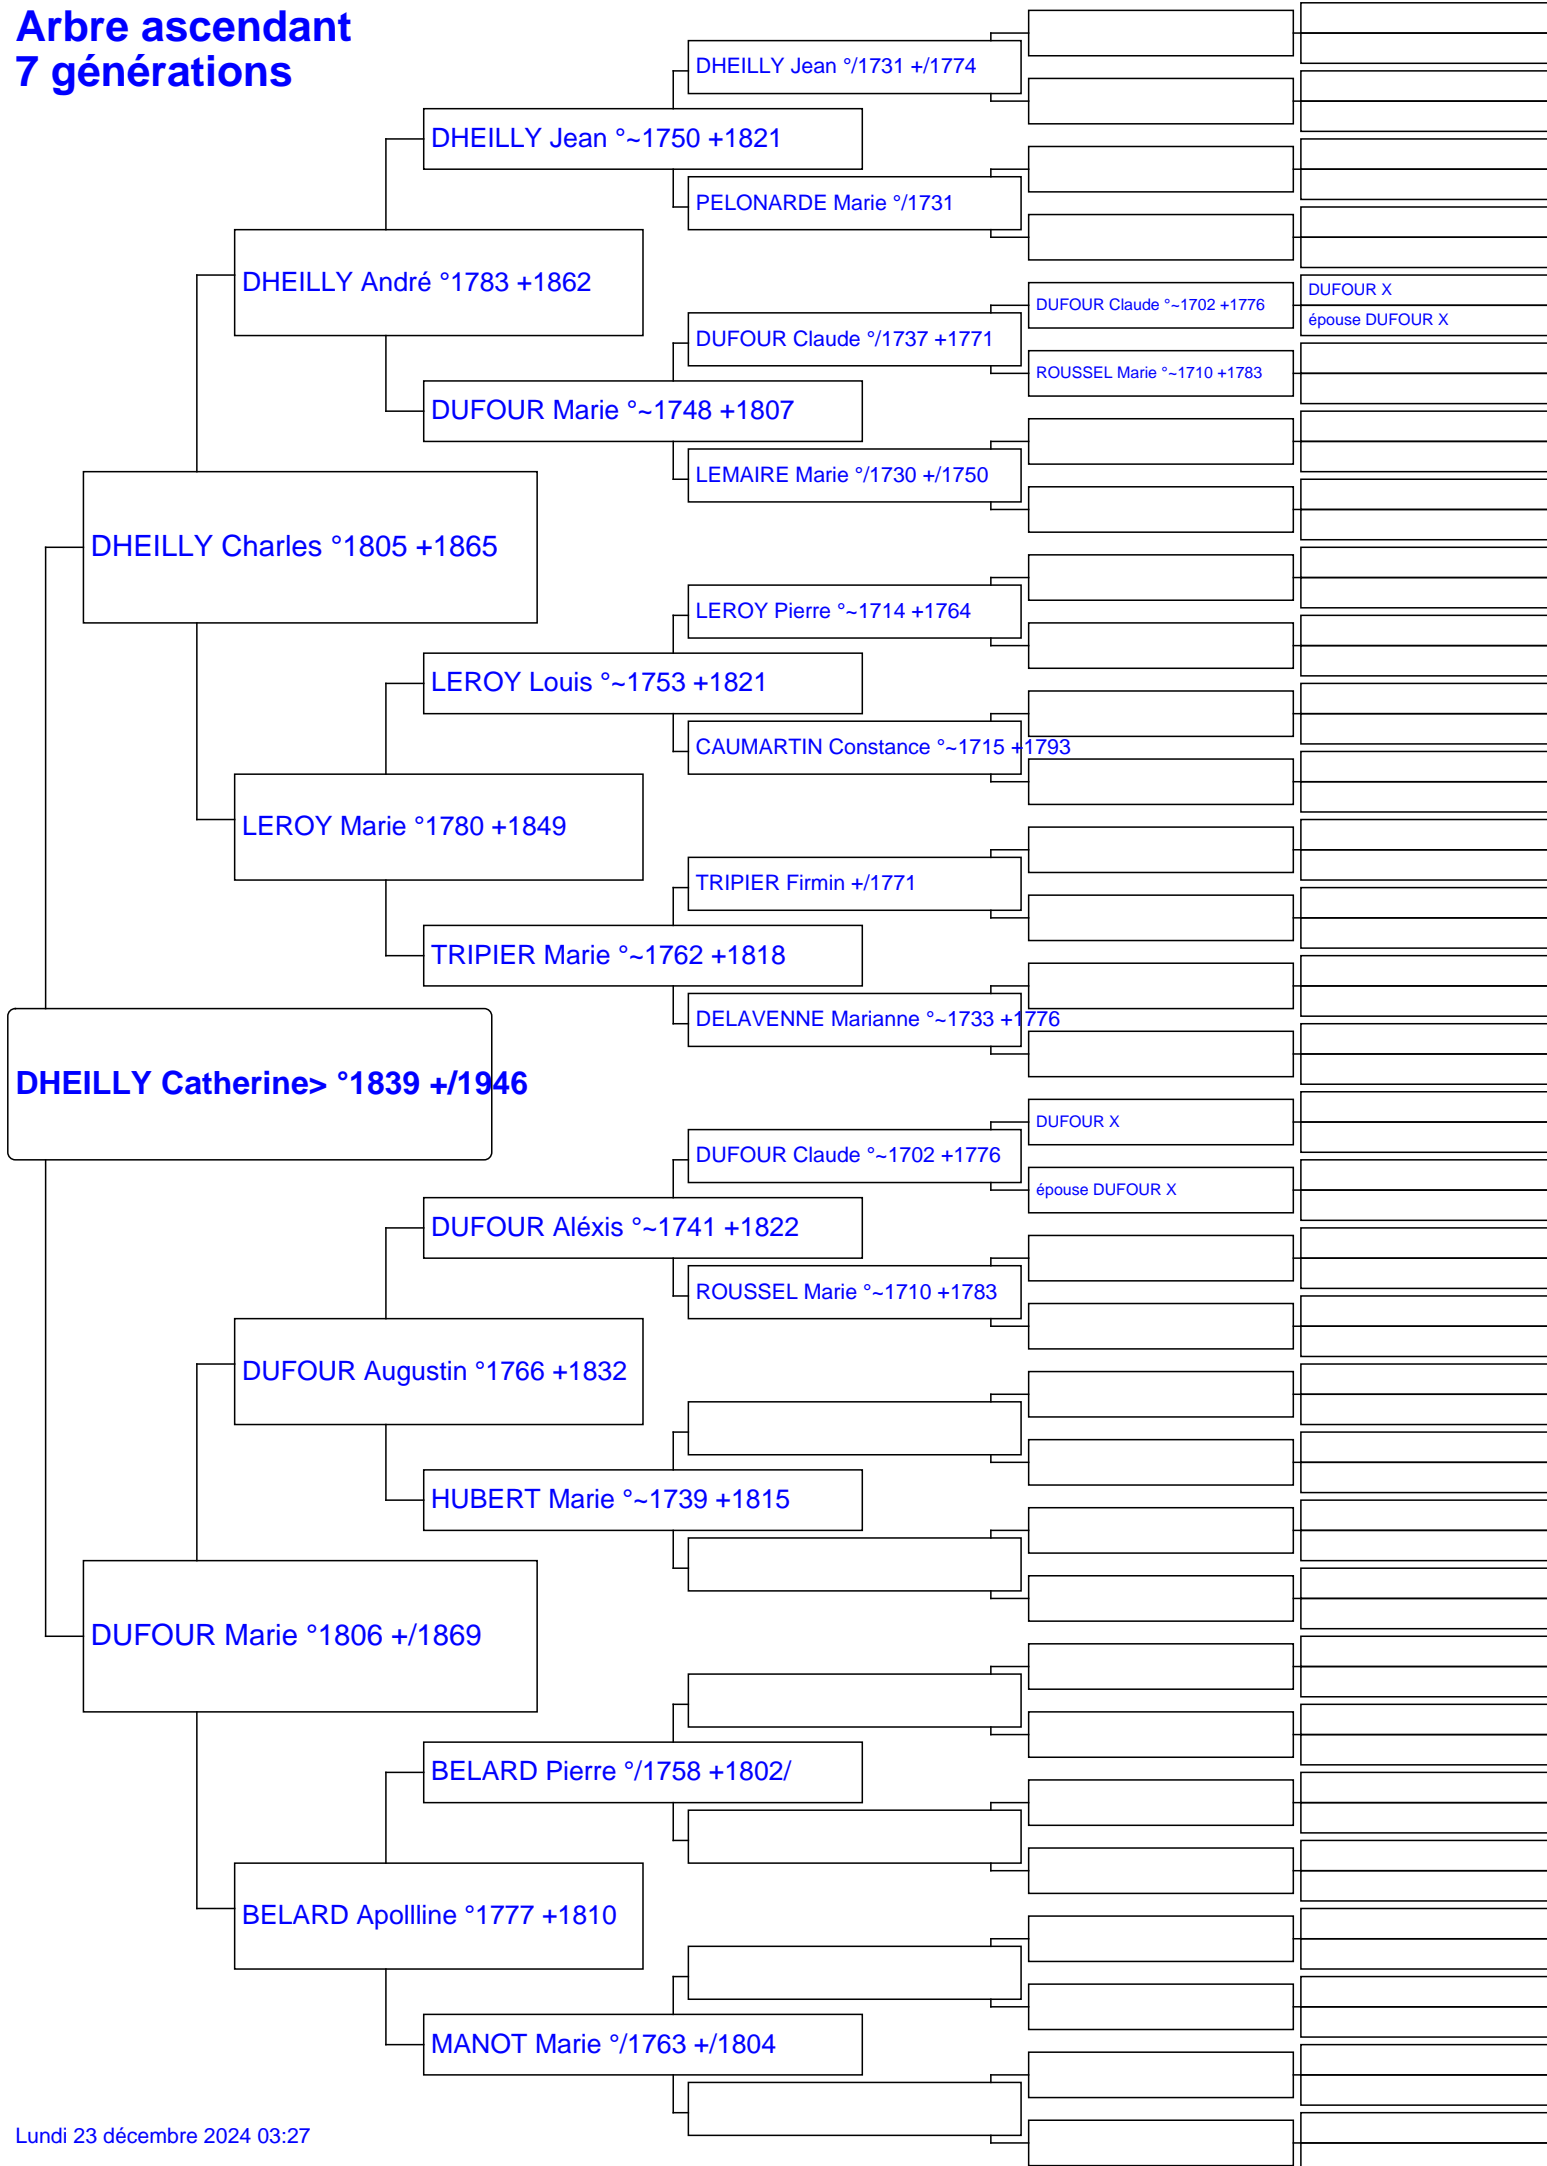 Arbre ascendant
7 générations
DHEILLY Jean °/1731 +/1774
DHEILLY Jean °~1750 +1821
PELONARDE Marie °/1731
DHEILLY André °1783 +1862
DUFOUR X
DUFOUR Claude °~1702 +1776
épouse DUFOUR X
DUFOUR Claude °/1737 +1771
ROUSSEL Marie °~1710 +1783
DUFOUR Marie °~1748 +1807
LEMAIRE Marie °/1730 +/1750
DHEILLY Charles °1805 +1865
LEROY Pierre °~1714 +1764
LEROY Louis °~1753 +1821
CAUMARTIN Constance °~1715 +1793
LEROY Marie °1780 +1849
TRIPIER Firmin +/1771
TRIPIER Marie °~1762 +1818
DELAVENNE Marianne °~1733 +1776
DHEILLY Catherine> °1839 +/1946
DUFOUR X
DUFOUR Claude °~1702 +1776
épouse DUFOUR X
DUFOUR Aléxis °~1741 +1822
ROUSSEL Marie °~1710 +1783
DUFOUR Augustin °1766 +1832
HUBERT Marie °~1739 +1815
DUFOUR Marie °1806 +/1869
BELARD Pierre °/1758 +1802/
BELARD Apollline °1777 +1810
MANOT Marie °/1763 +/1804
Lundi 23 décembre 2024 03:27